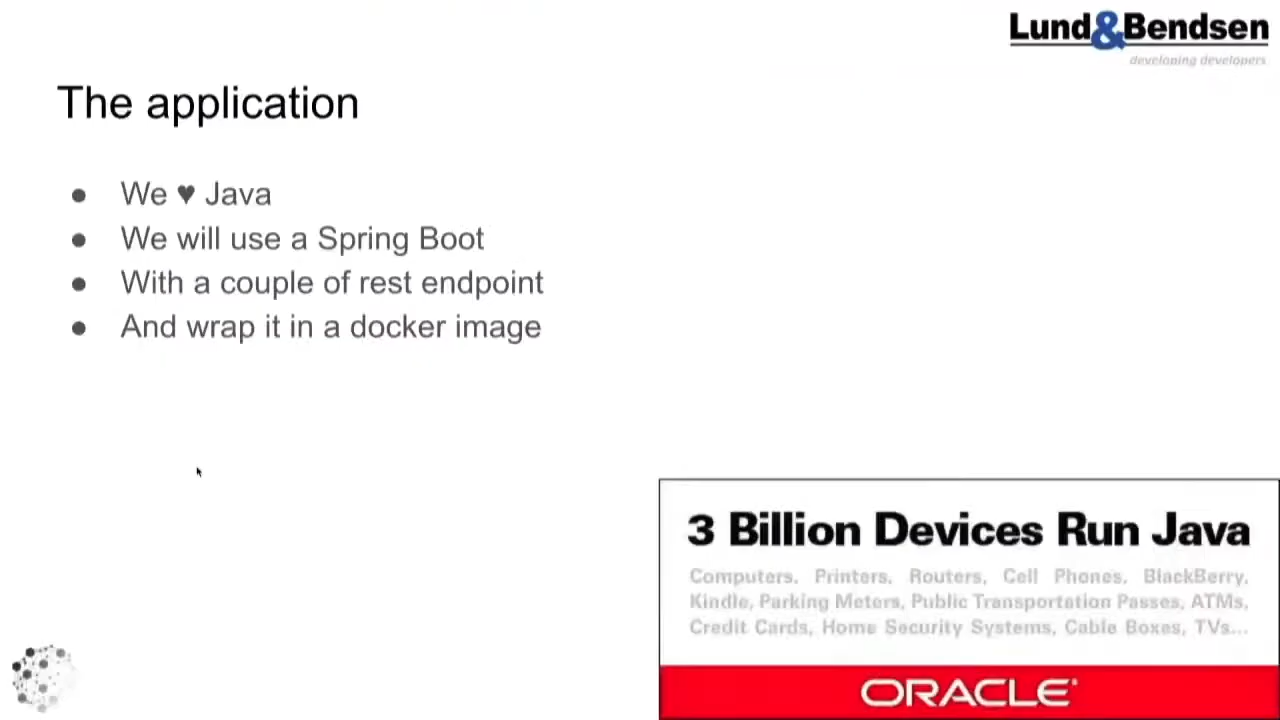 Lund&Bendsen
developing developers
The application
● We ♥ Java
● We will use a Spring Boot
● With a couple of rest endpoint
● And wrap it in a docker image
3 Billion Devices Run Java
Computers, Printers, Routers, Cell Phones, BlackBerry,
Kindle, Parking Meters, Public Transportation Passes, ATMs,
Credit Cards, Home Security Systems, Cable Boxes, TVs...
ORACLE®